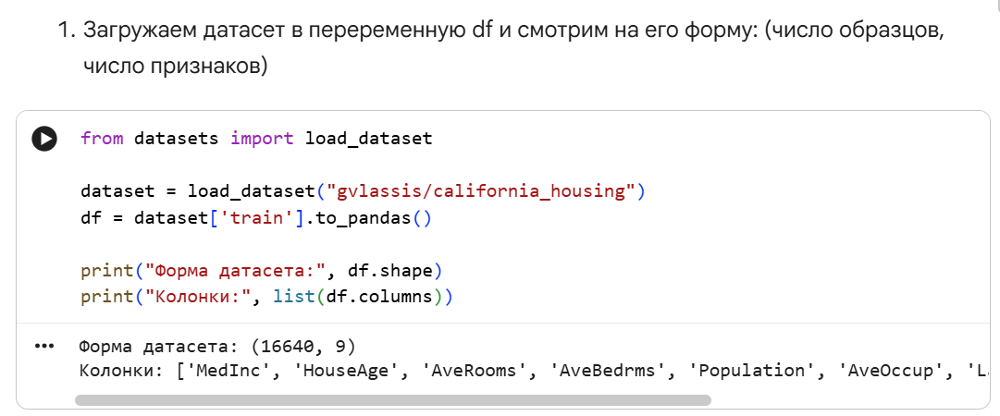 1. Загружаем датасет в переременную df и смотрим на его форму: (число образцов,
число признаков)
from datasets import load_dataset
dataset = load_dataset("gvlassis/california_housing")
df = dataset['train'].to_pandas()
print("Форма датасета:", df.shape)
print("Колонки:", list(df.columns))
Форма датасета: (16640, 9)
Колонки: ['MedInc', 'HouseAge', 'AveRooms', 'AveBedrms', 'Population', 'AveOccup',